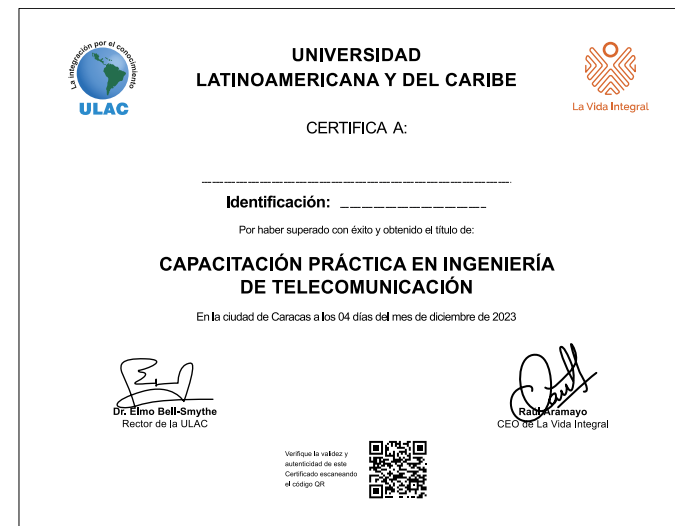 La integración por el conocimiento
ULAC
UNIVERSIDAD
LATINOAMERICANA Y DEL CARIBE
La Vida Integral
CERTIFICA A:
Identificación:
Por haber superado con éxito y obtenido el título de:
CAPACITACIÓN PRÁCTICA EN INGENIERÍA
DE TELECOMUNICACIÓN
En la ciudad de Caracas a los 04 días del mes de diciembre de 2023
Dr. Elmo Bell-Smythe
Rector de la ULAC
Raul Aramayo
CEO de La Vida Integral
Verifique la validez y
autenticidad de este
Certificado escaneando
el código QR